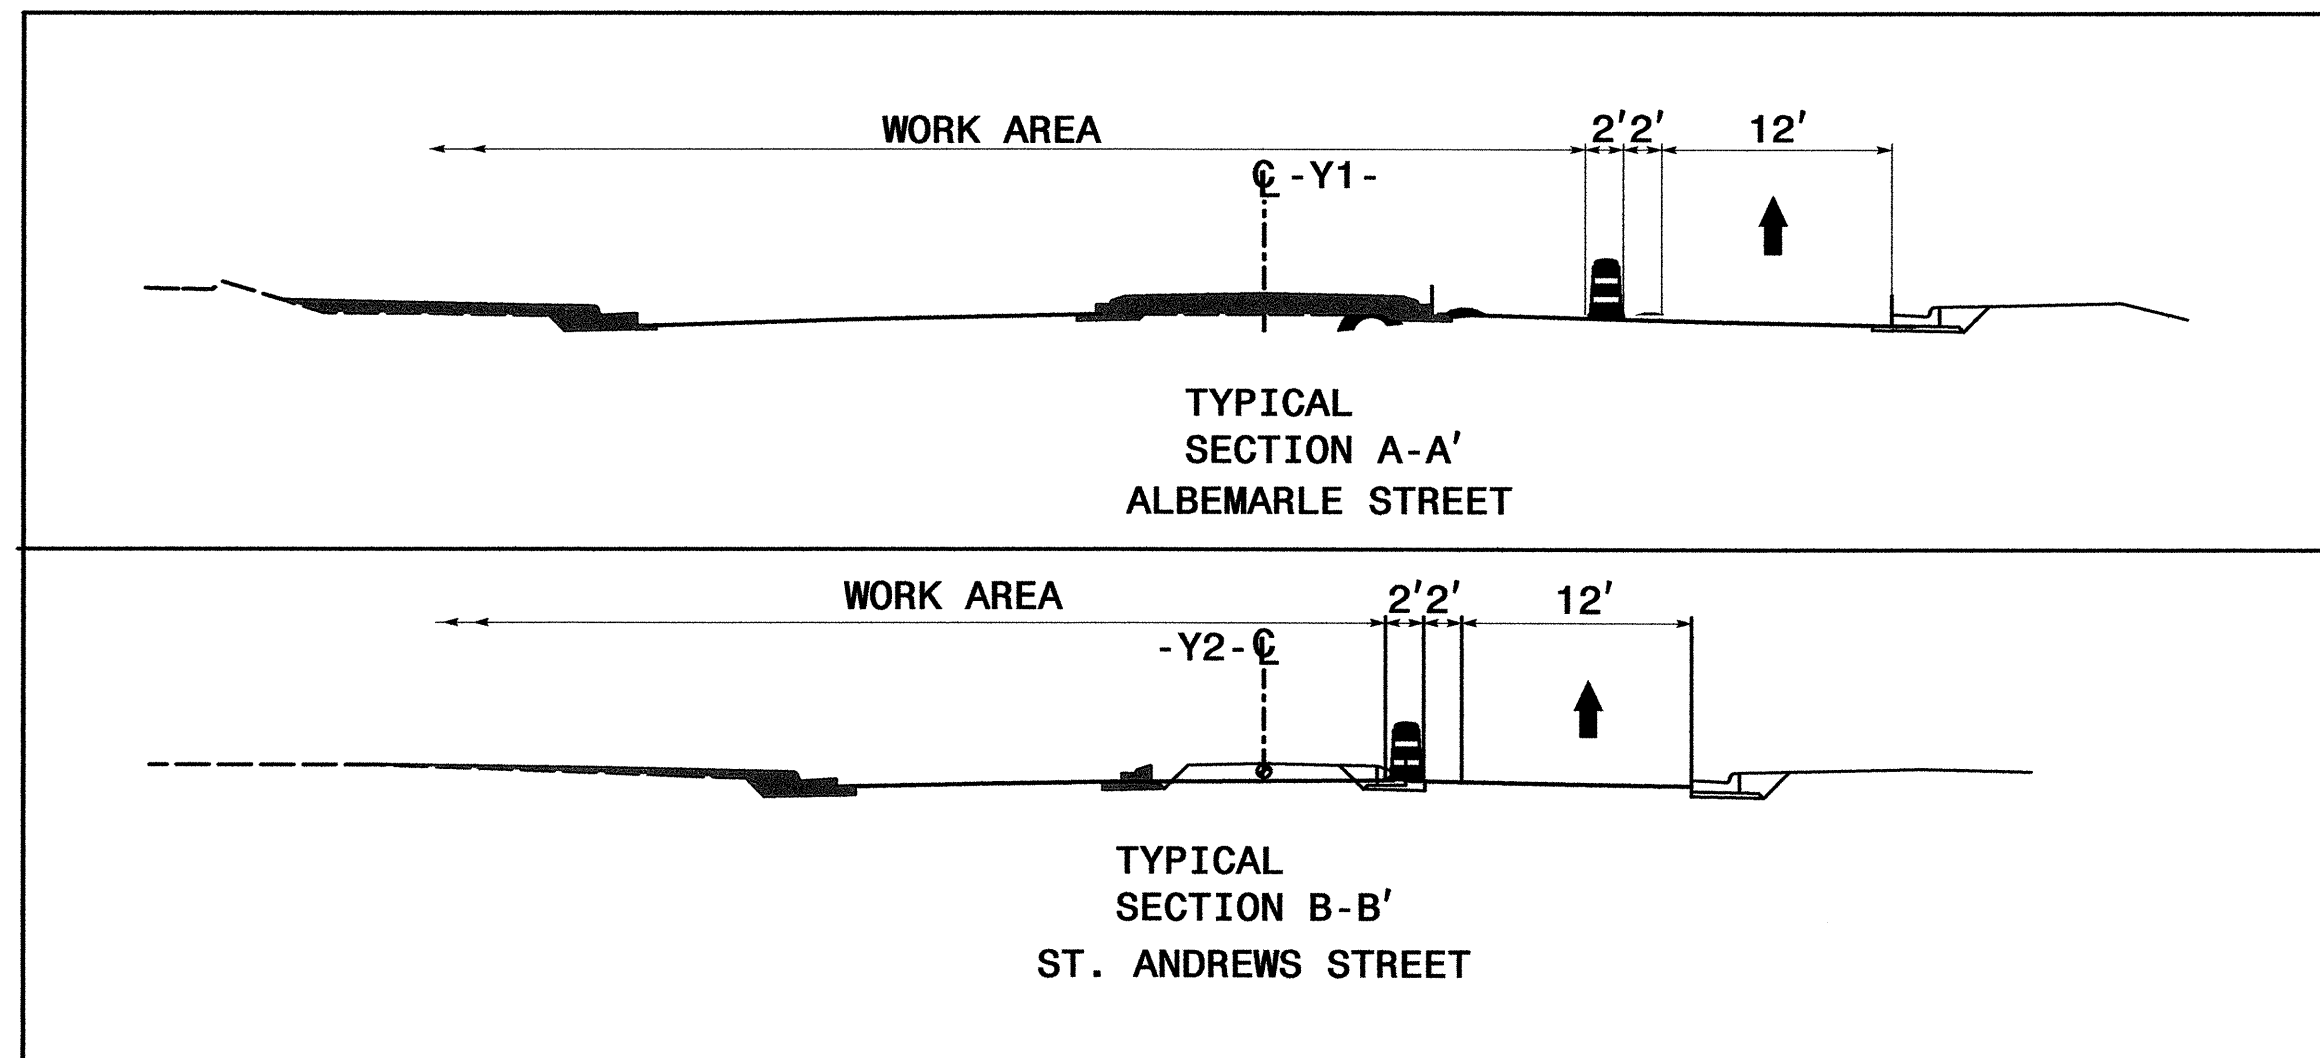 WORK AREA 2' 2' 12'
℄ -Y1-
TYPICAL
SECTION A-A'
ALBEMARLE STREET
WORK AREA 2' 2' 12'
-Y2- ℄
TYPICAL
SECTION B-B'
ST. ANDREWS STREET